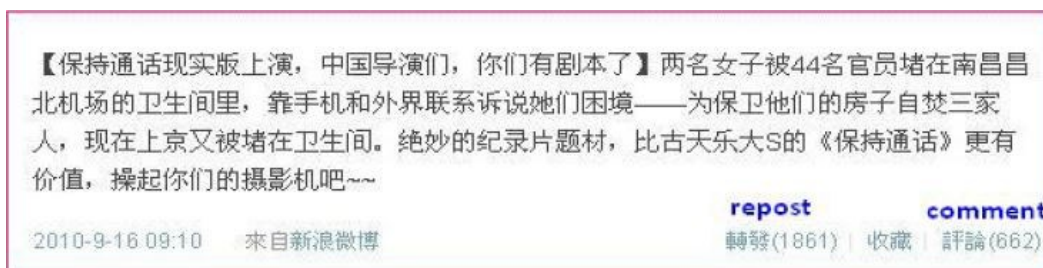 【保持通话现实版上演，中国导演们，你们有剧本了】两名女子被44名官员堵在南昌昌
北机场的卫生间里，靠手机和外界联系诉说她们困境——为保卫他们的房子自焚三家
人，现在上京又被堵在卫生间。绝妙的纪录片题材，比古天乐大S的《保持通话》更有
价值，操起你们的摄影机吧~~
repost comment
2010-9-16 09:10 來自新浪微博 轉發(1861) | 收藏 | 評論(662)